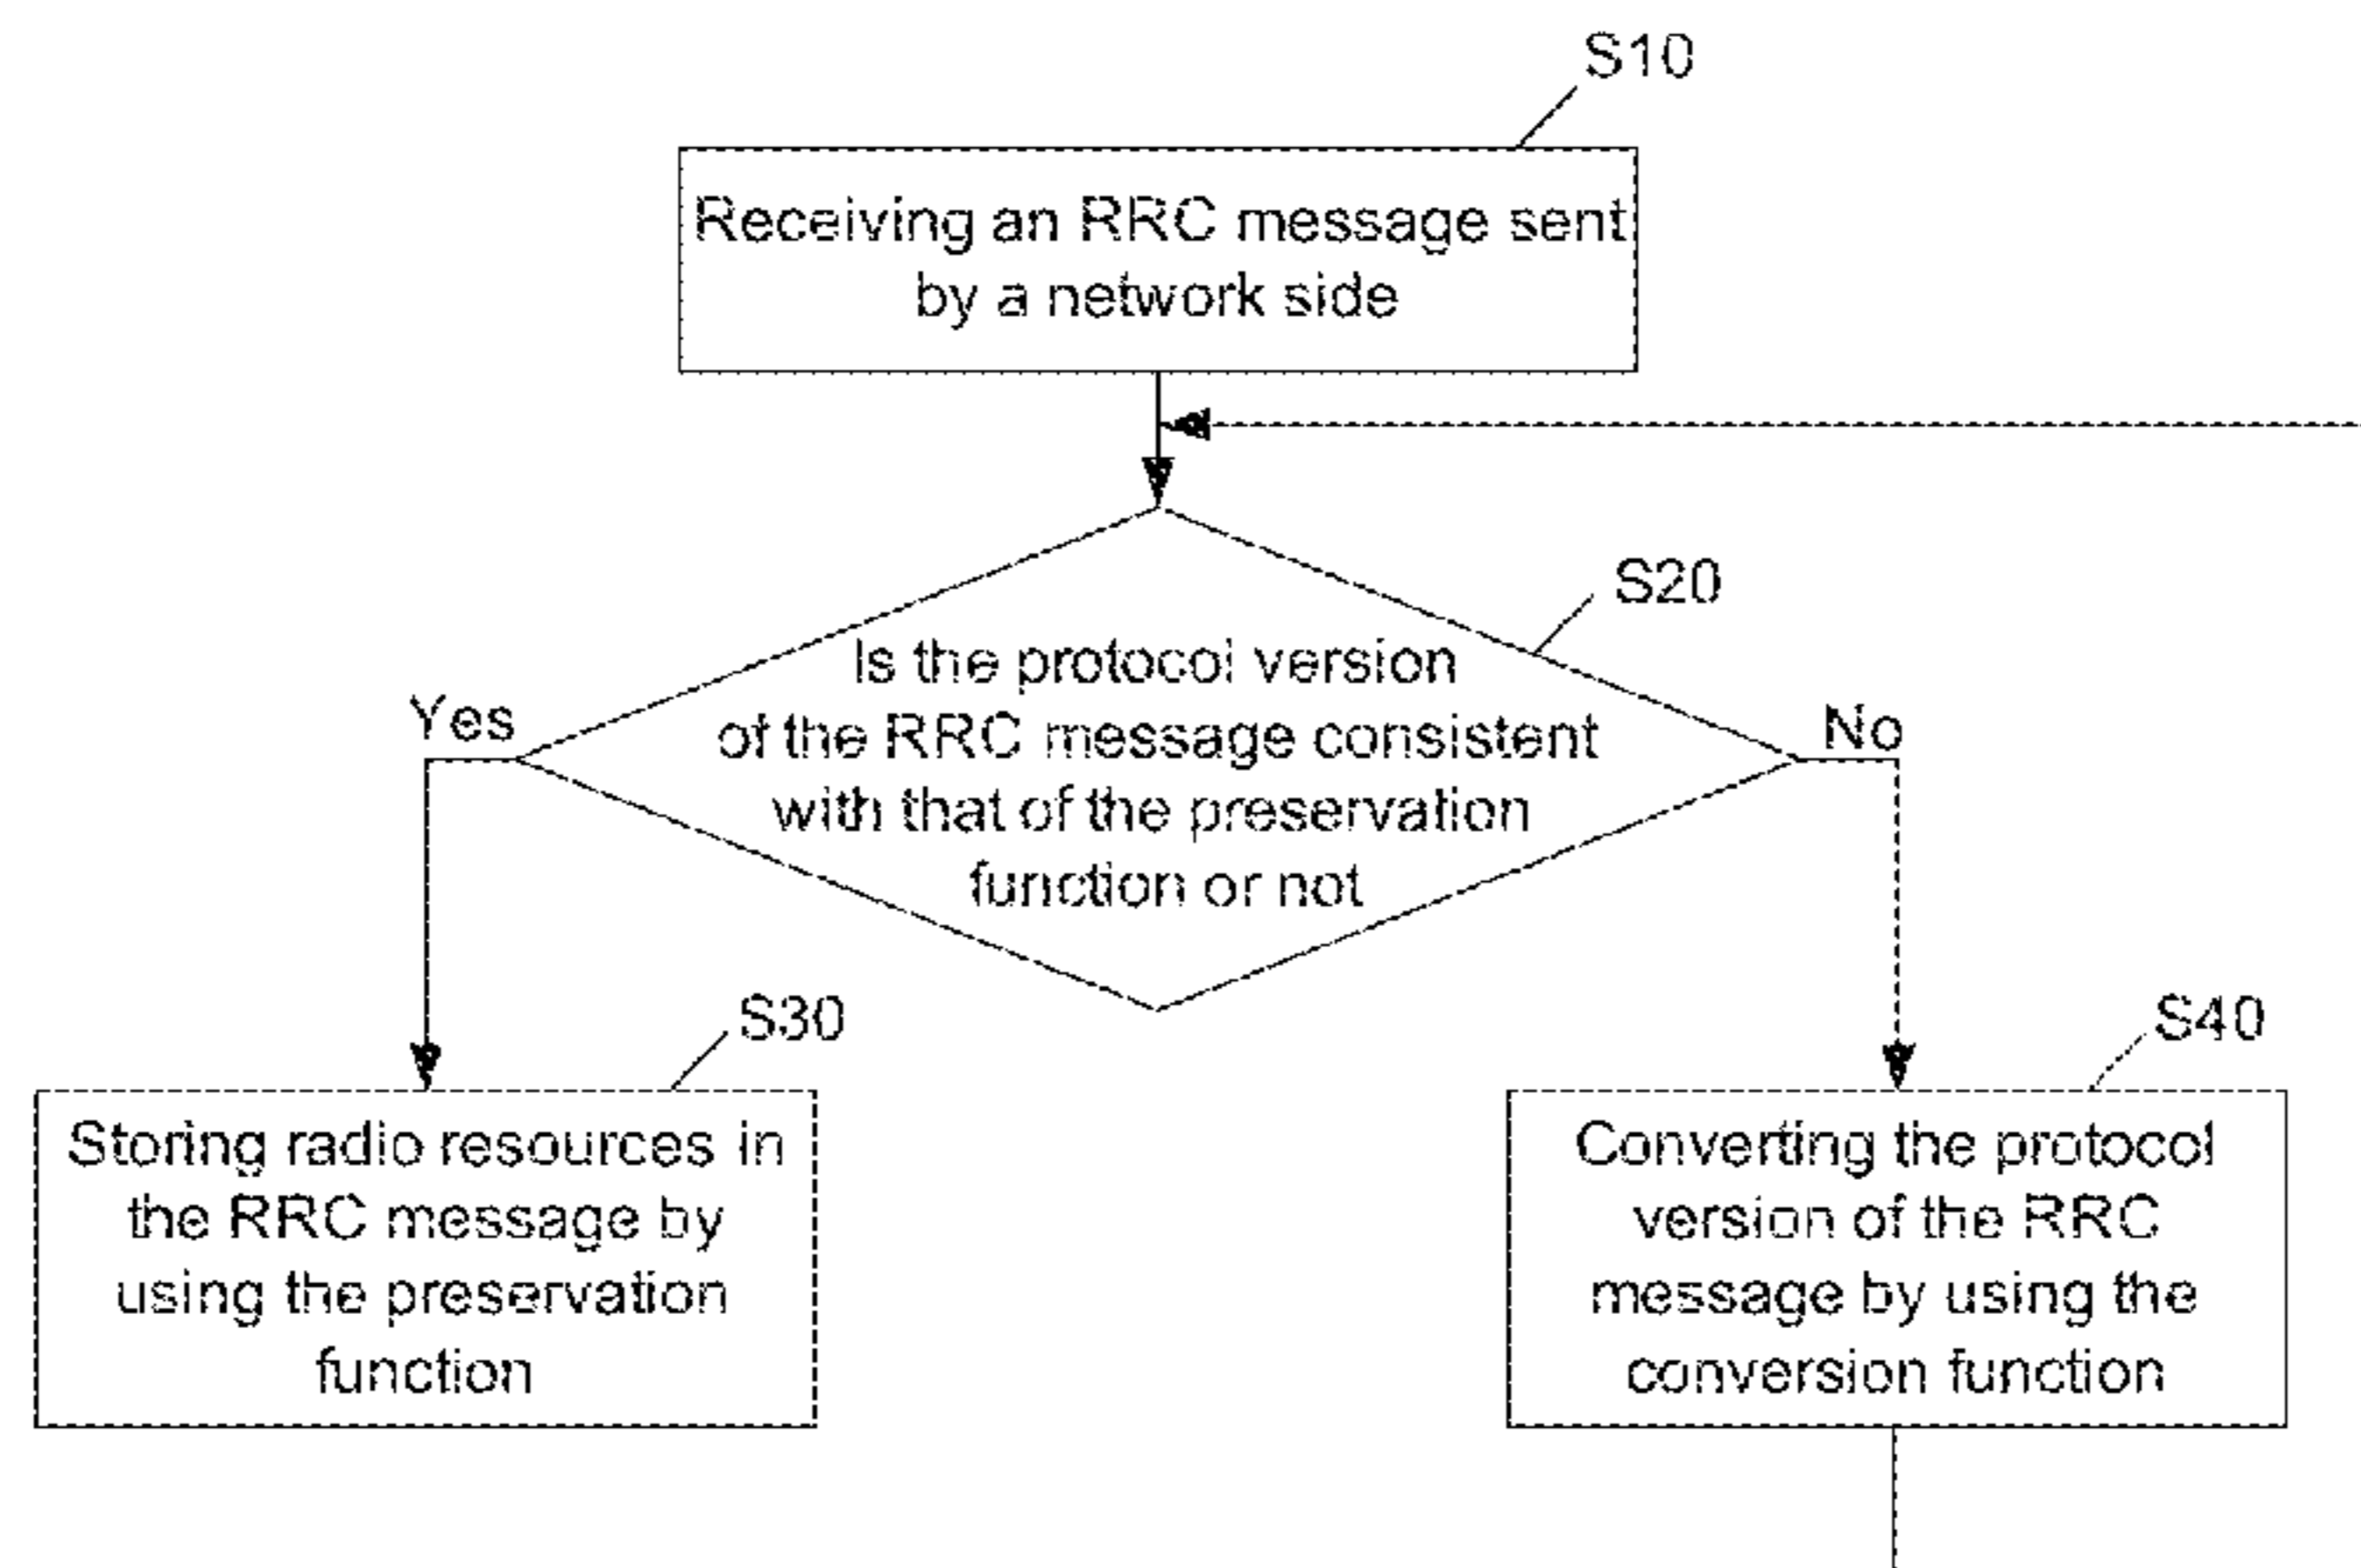 S10
Receiving an RRC message sent
by a network side
S20
Is the protocol version
of the RRC message consistent
with that of the preservation
function or not
Yes
No
S30
Storing radio resources in
the RRC message by
using the preservation
function
S40
Converting the protocol
version of the RRC
message by using the
conversion function